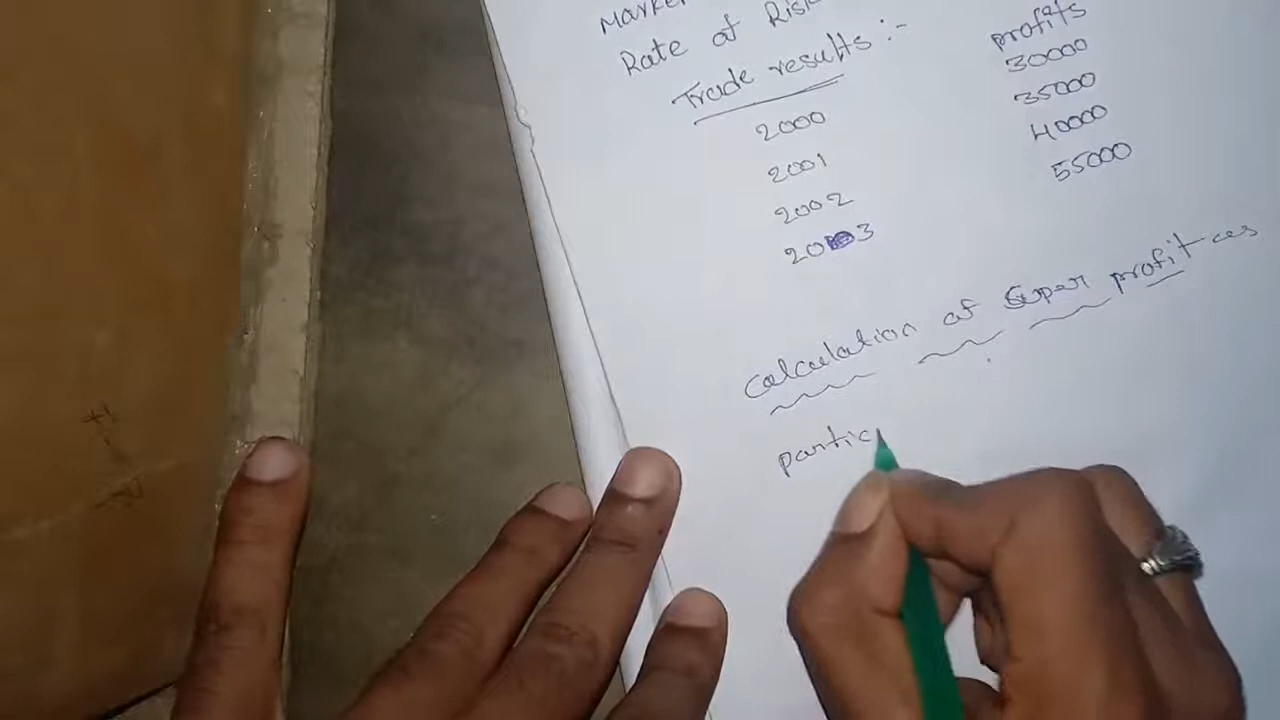 Rate of Risk
Trade results :-
profits
2000 30000
2001 35000
2002 40000
2003 55000
calculation of Super profit
partic